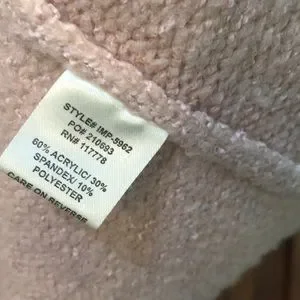 STYLE# IMP-5962
PO# 210693
RN# 117778
60% ACRYLIC/ 30%
SPANDEX/ 10%
POLYESTER
CARE ON REVERSE